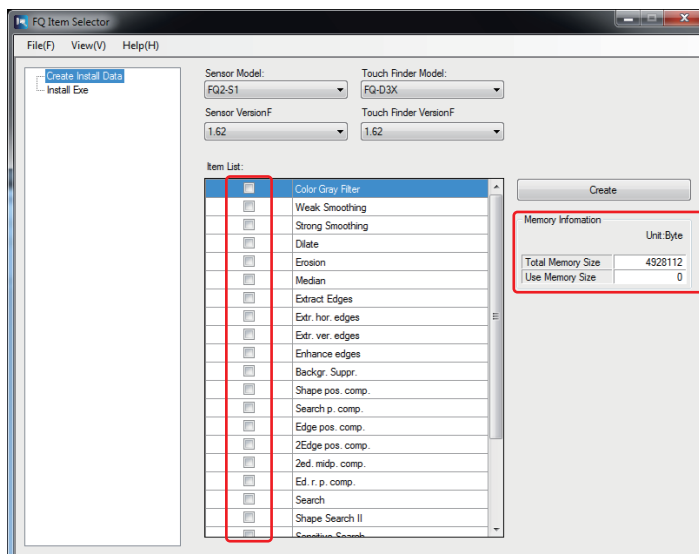 FQ Item Selector
File(F) View(V) Help(H)
Create Install Data
Install Exe
Sensor Model: Touch Finder Model:
FQ2-S1 FQ-D3X
Sensor VersionF Touch Finder VersionF
1.62 1.62
Item List:
Color Gray Filter
Weak Smoothing
Strong Smoothing
Dilate
Erosion
Median
Extract Edges
Extr. hor. edges
Extr. ver. edges
Enhance edges
Backgr. Suppr.
Shape pos. comp.
Search p. comp.
Edge pos. comp.
2Edge pos. comp.
2ed. midp. comp.
Ed. r. p. comp.
Search
Shape Search II
Sensitive Search
Create
Memory Infomation
Unit:Byte
Total Memory Size 4928112
Use Memory Size 0